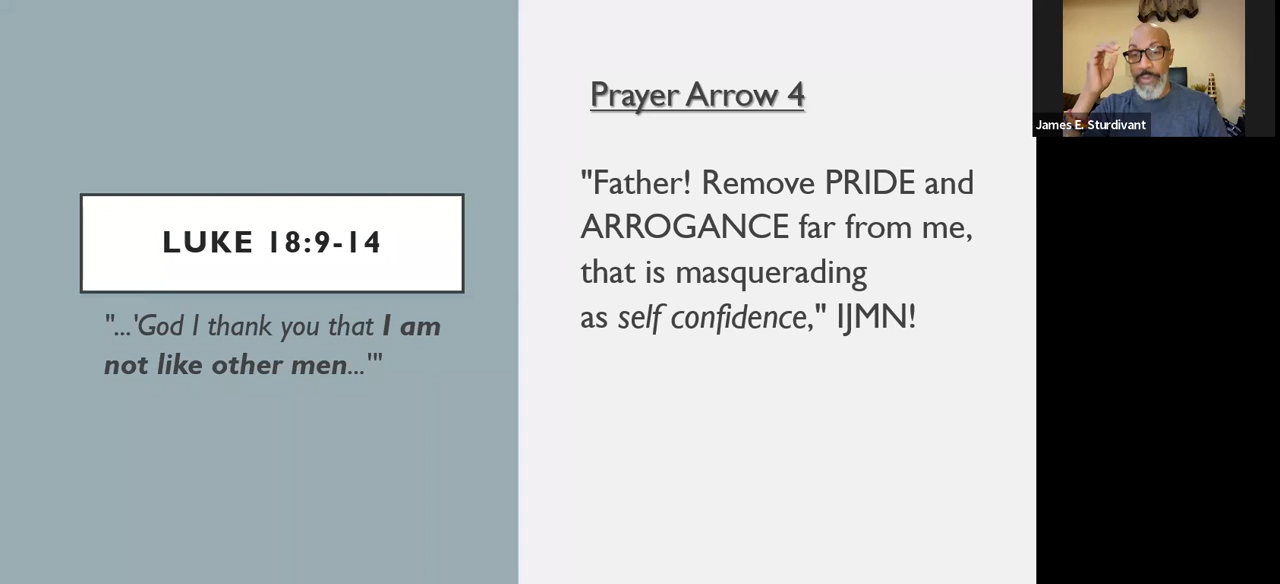 LUKE 18:9-14
"...'God I thank you that I am
not like other men...'"
Prayer Arrow 4
"Father! Remove PRIDE and
ARROGANCE far from me,
that is masquerading
as self confidence," IJMN!
James E. Sturdivant